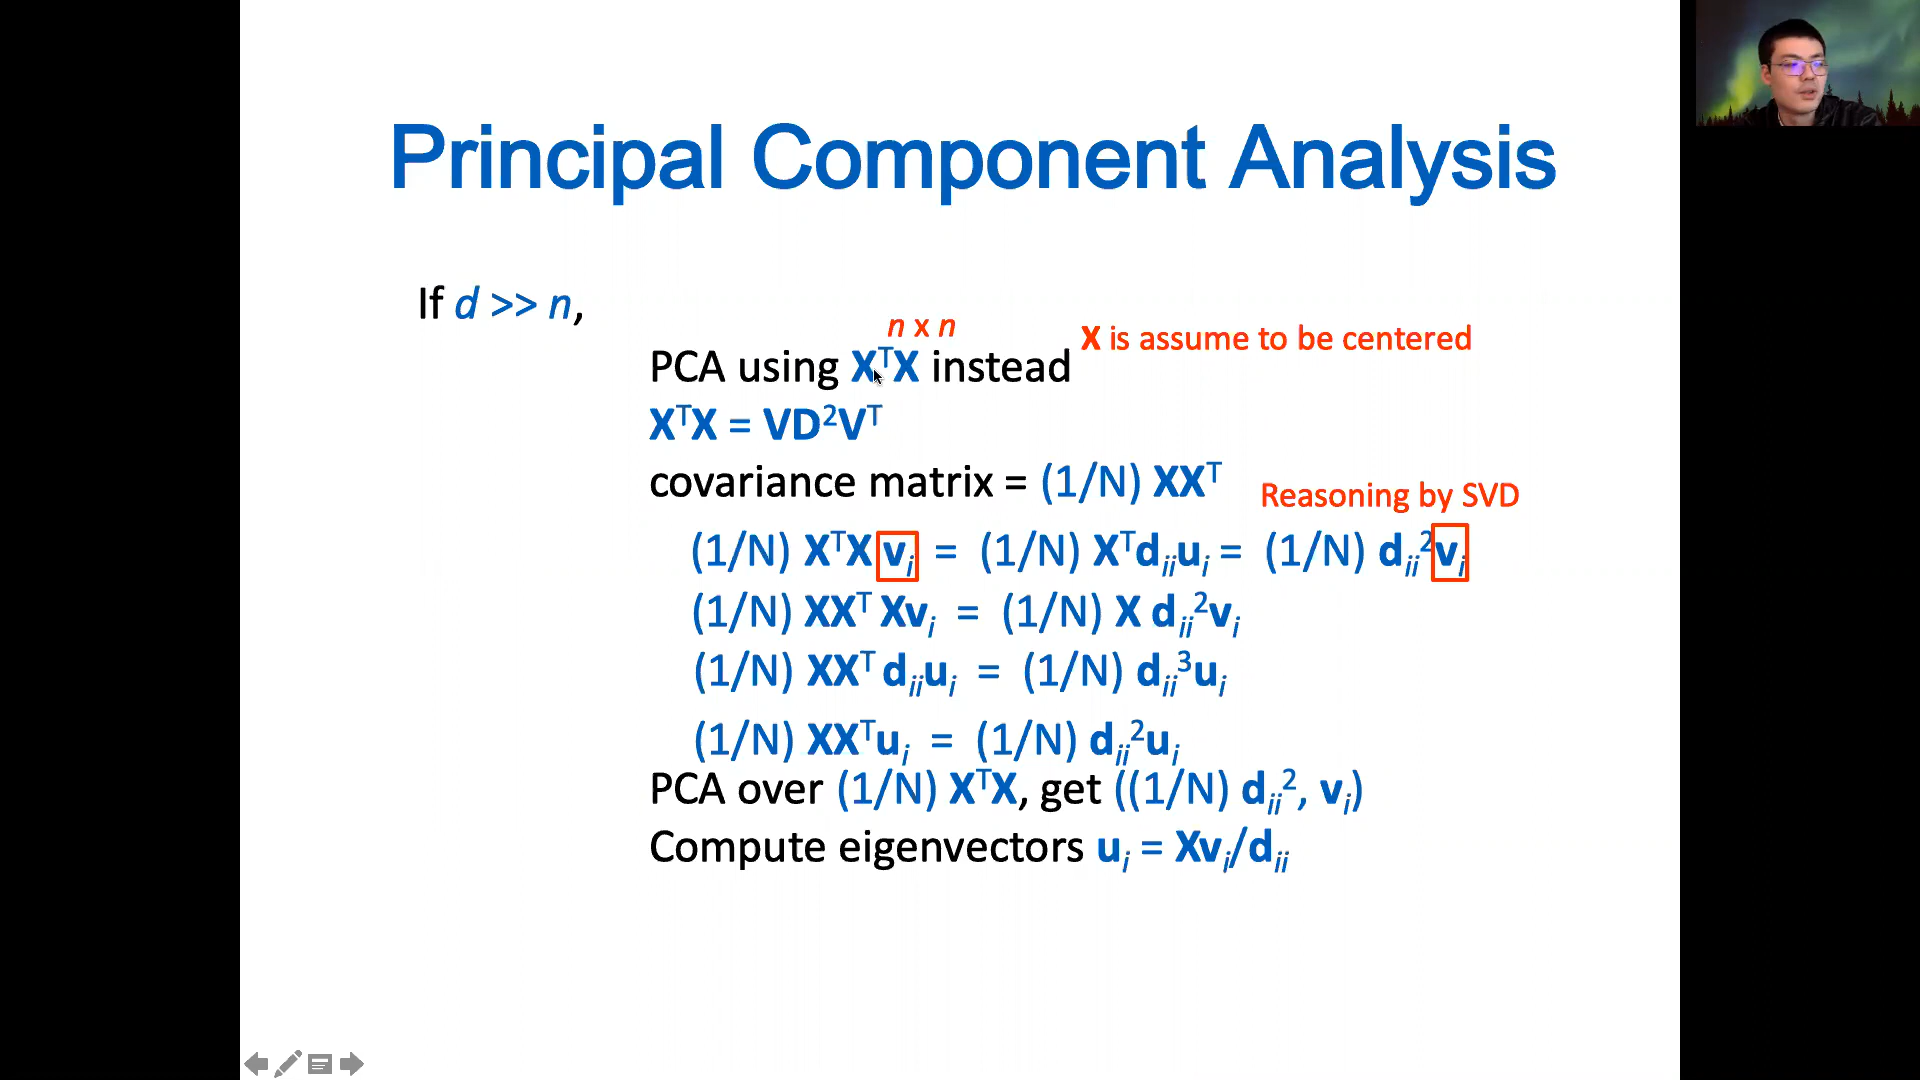 Principal Component Analysis
If d >> n,
n x n
X is assume to be centered
PCA using XᵀX instead
XᵀX = VD²Vᵀ
covariance matrix = (1/N) XXᵀ
Reasoning by SVD
(1/N) XᵀX vᵢ = (1/N) Xᵀdᵢᵢuᵢ = (1/N) dᵢᵢ²vᵢ
(1/N) XXᵀ Xvᵢ = (1/N) X dᵢᵢ²vᵢ
(1/N) XXᵀ dᵢᵢuᵢ = (1/N) dᵢᵢ³uᵢ
(1/N) XXᵀuᵢ = (1/N) dᵢᵢ²uᵢ
PCA over (1/N) XᵀX, get ((1/N) dᵢᵢ², vᵢ)
Compute eigenvectors uᵢ = Xvᵢ/dᵢᵢ